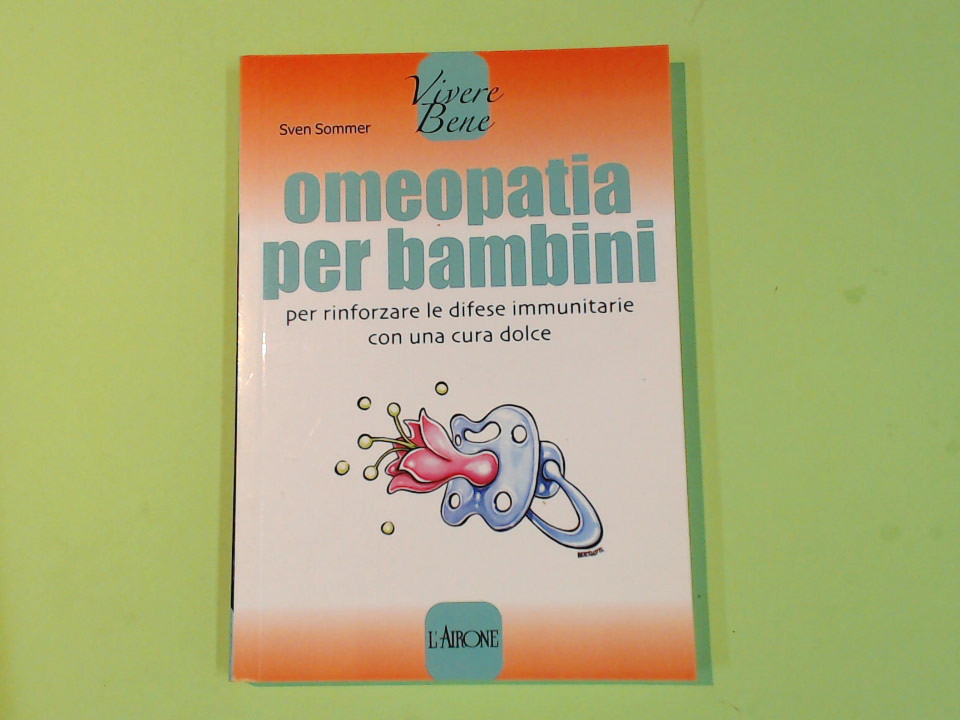 Vivere
Bene
Sven Sommer
omeopatia
per bambini
per rinforzare le difese immunitarie
con una cura dolce
L'AIRONE